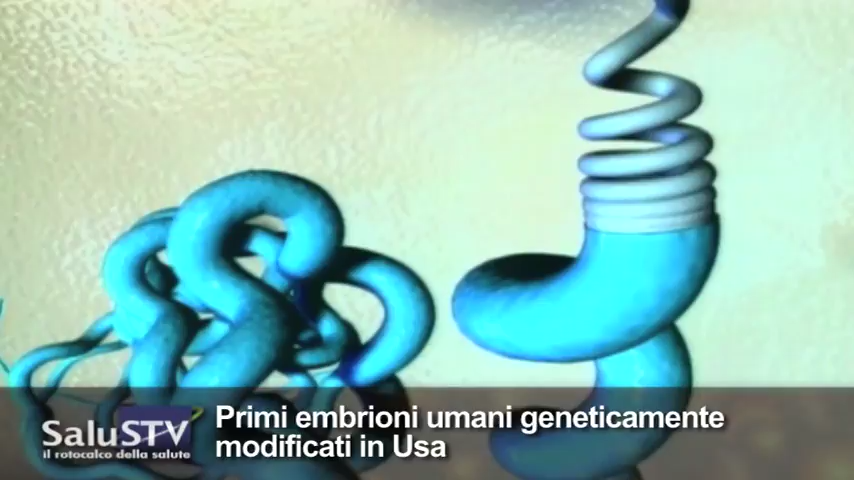 Primi embrioni umani geneticamente
modificati in Usa
SaluSTV
il rotocalco della salute